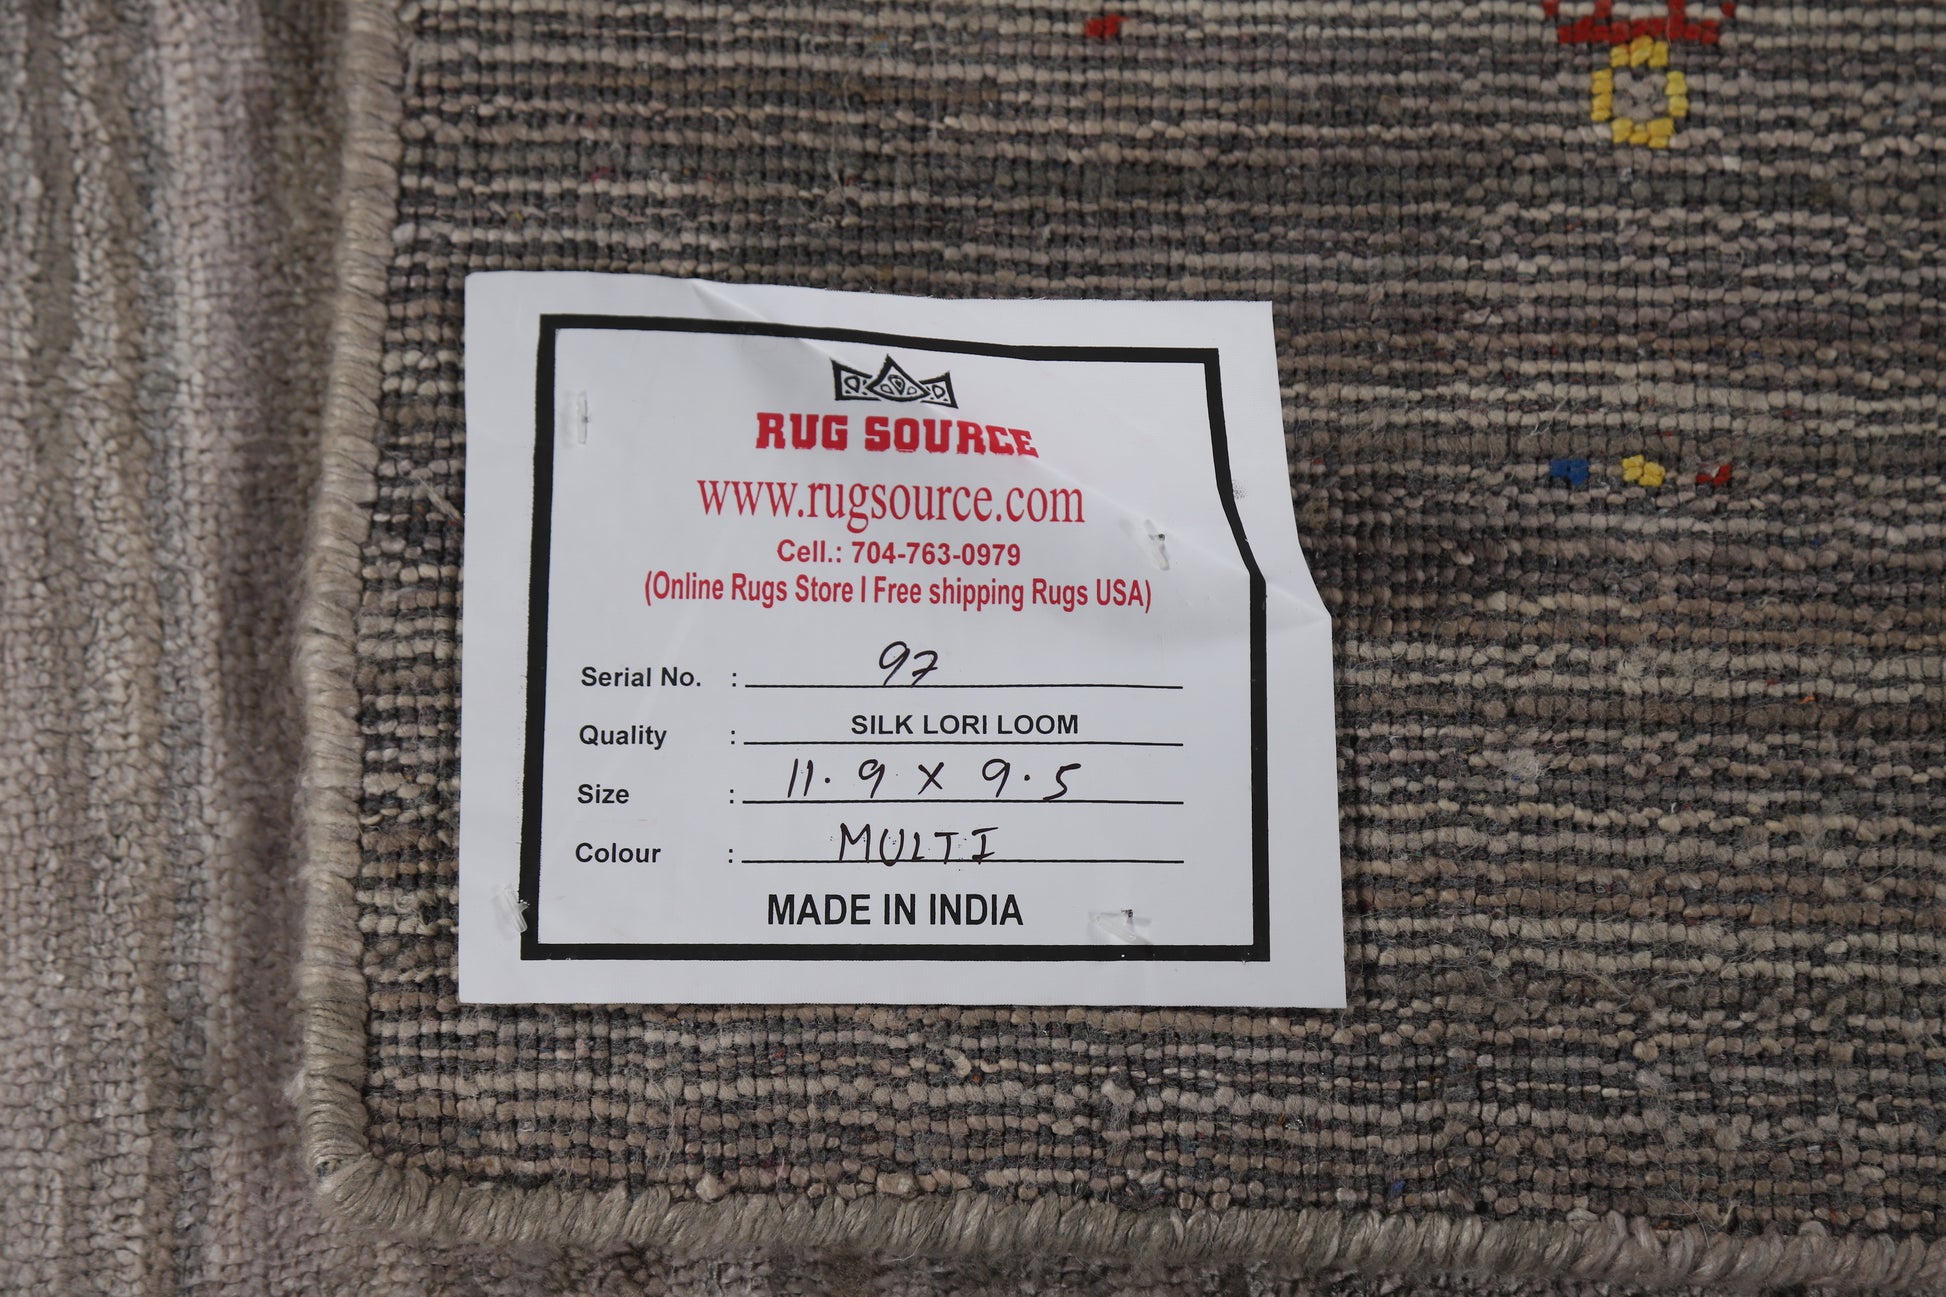 RUG SOURCE
www.rugsource.com
Cell.: 704-763-0979
(Online Rugs Store I Free shipping Rugs USA)
Serial No. : 97
Quality : SILK LORI LOOM
Size : 11.9 X 9.5
Colour : MULTI
MADE IN INDIA